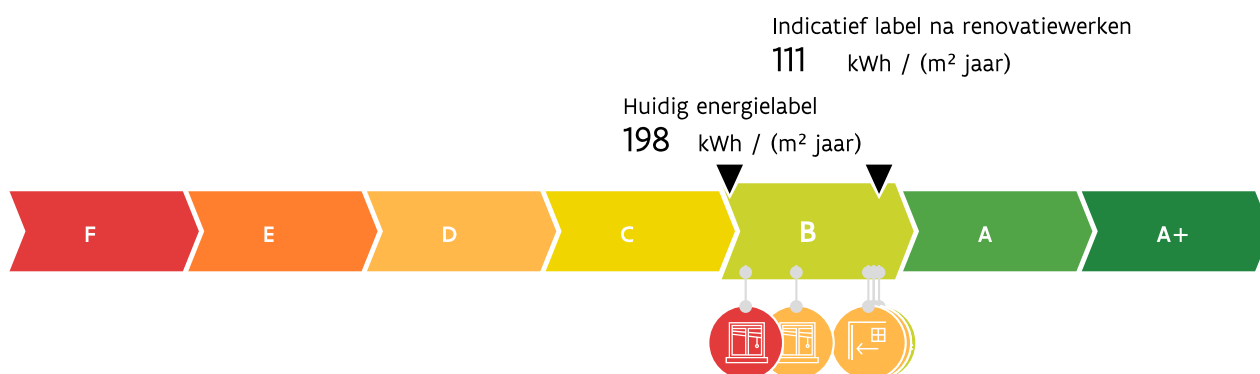 Indicatief label na renovatiewerken
111 kWh / (m² jaar)
Huidig energielabel
198 kWh / (m² jaar)
F E D C B A A+